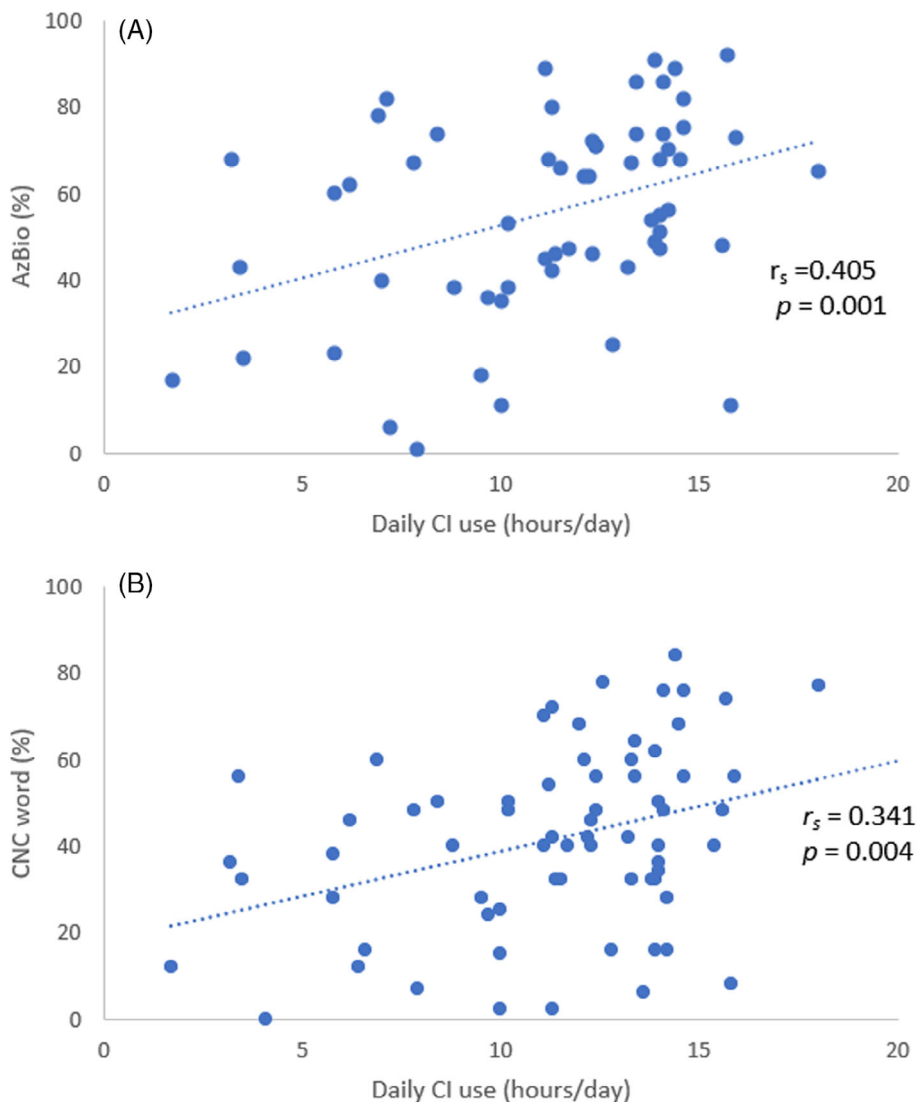 (A)
100
80
60
40
20
0
AzBio (%)
rs =0.405
p = 0.001
0 5 10 15 20
Daily CI use (hours/day)
(B)
100
80
60
40
20
0
CNC word (%)
rs = 0.341
p = 0.004
0 5 10 15 20
Daily CI use (hours/day)